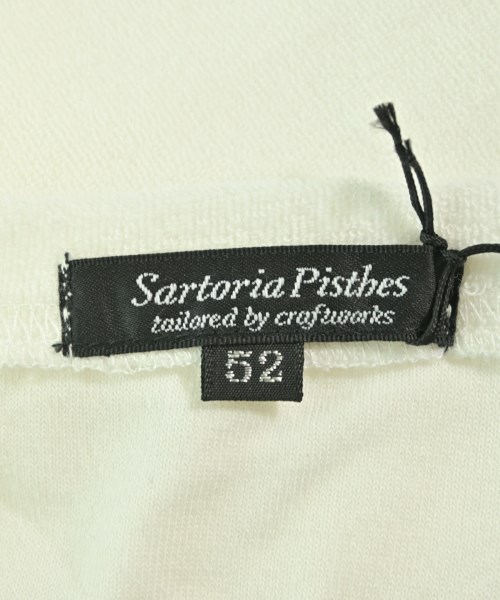 Sartoria Pisthes
tailored by craftworks
52